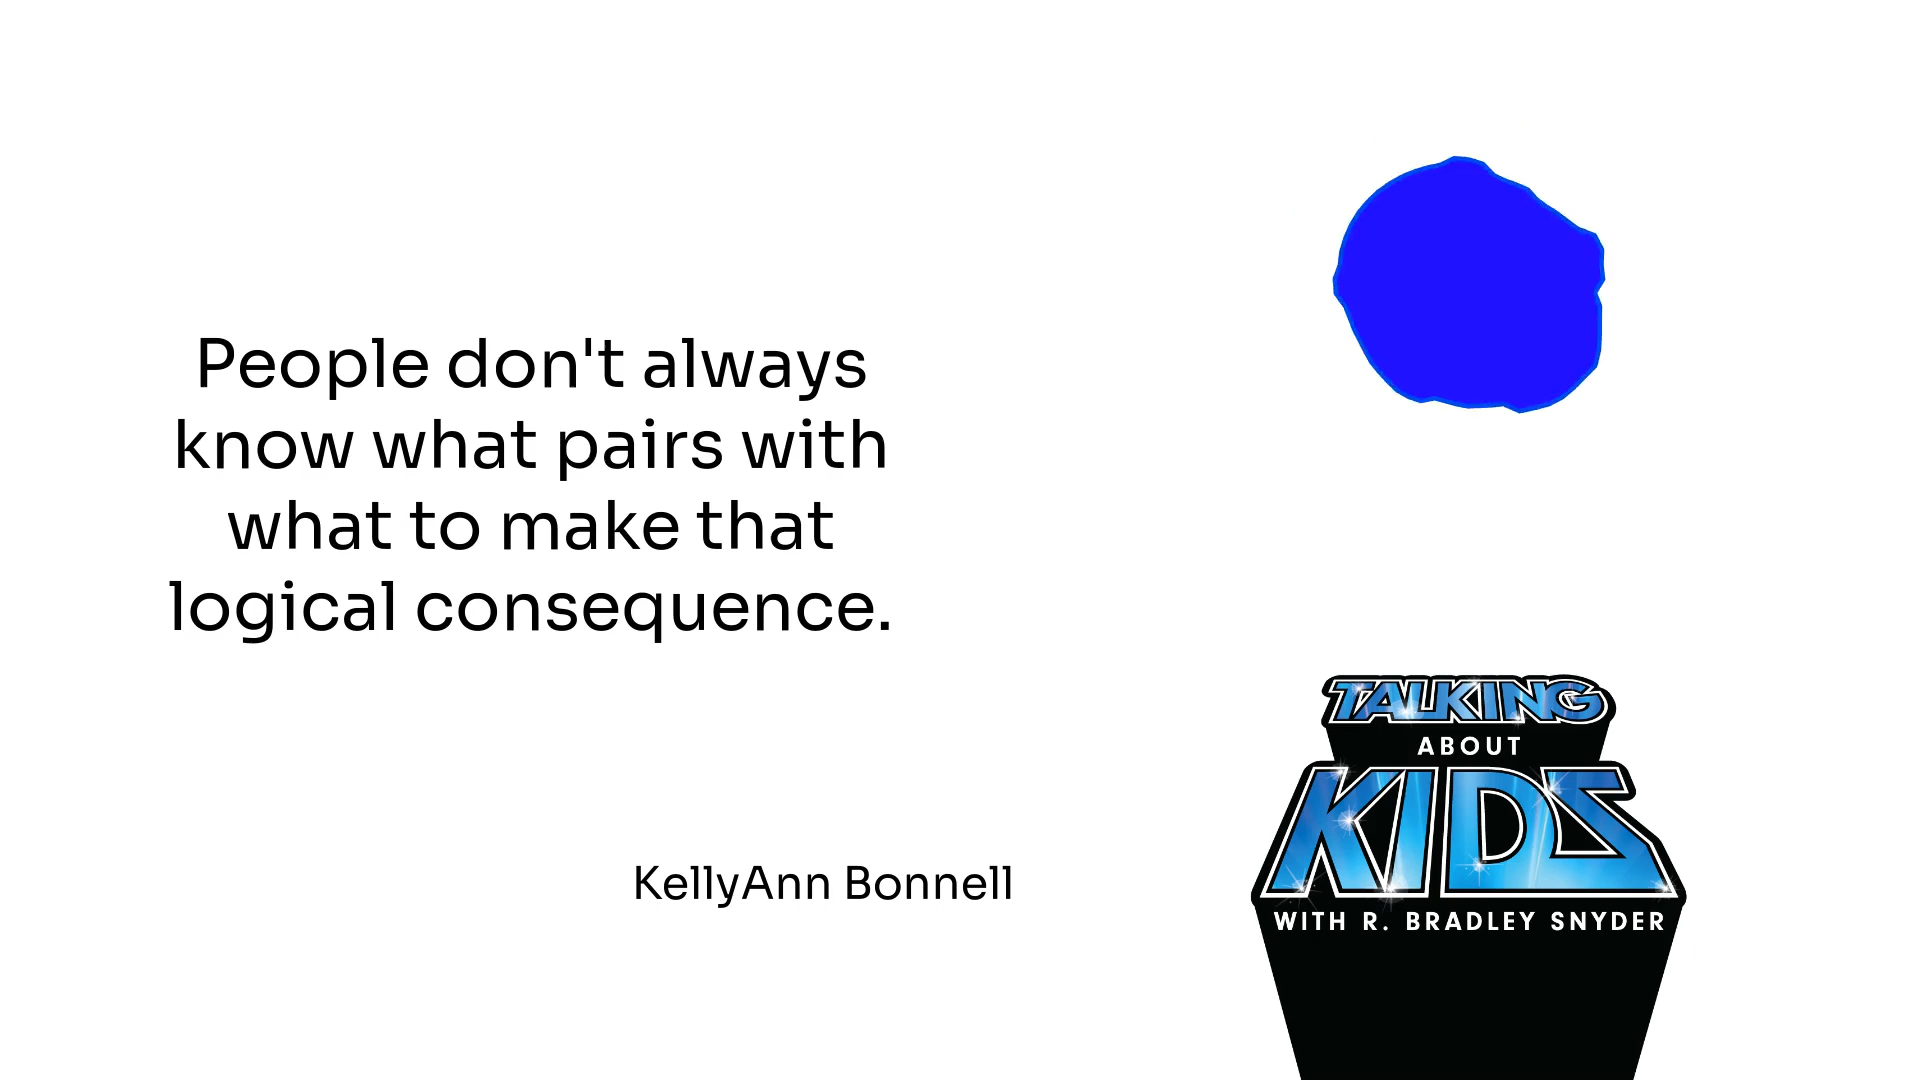 People don't always
know what pairs with
what to make that
logical consequence.
KellyAnn Bonnell
TALKING
ABOUT
KIDS
WITH R. BRADLEY SNYDER